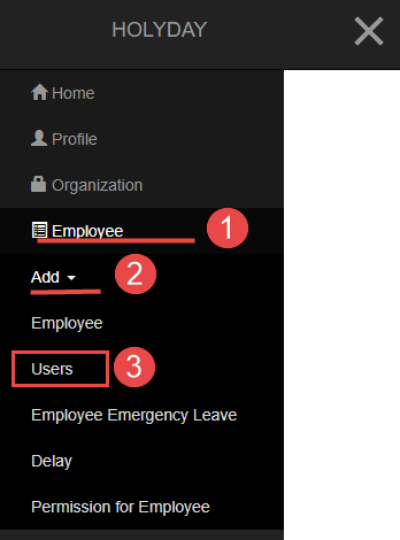 HOLYDAY
Home
Profile
Organization
Employee 1
Add 2
Employee
Users 3
Employee Emergency Leave
Delay
Permission for Employee